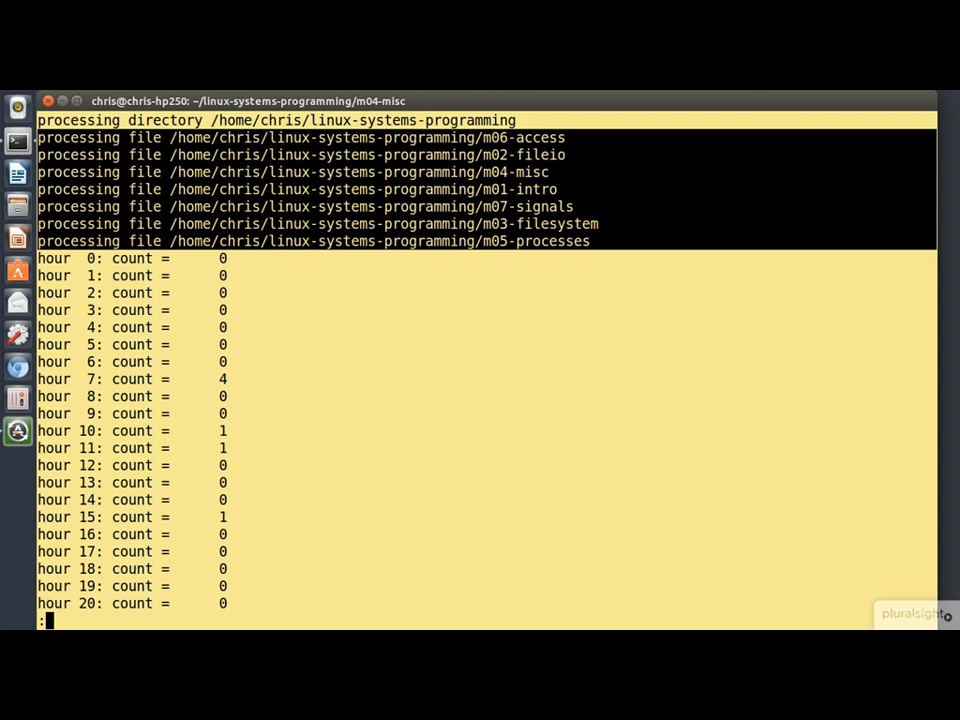 chris@chris-hp250: ~/linux-systems-programming/m04-misc
processing directory /home/chris/linux-systems-programming
processing file /home/chris/linux-systems-programming/m06-access
processing file /home/chris/linux-systems-programming/m02-fileio
processing file /home/chris/linux-systems-programming/m04-misc
processing file /home/chris/linux-systems-programming/m01-intro
processing file /home/chris/linux-systems-programming/m07-signals
processing file /home/chris/linux-systems-programming/m03-filesystem
processing file /home/chris/linux-systems-programming/m05-processes
hour  0: count =      0
hour  1: count =      0
hour  2: count =      0
hour  3: count =      0
hour  4: count =      0
hour  5: count =      0
hour  6: count =      0
hour  7: count =      4
hour  8: count =      0
hour  9: count =      0
hour 10: count =      1
hour 11: count =      1
hour 12: count =      0
hour 13: count =      0
hour 14: count =      0
hour 15: count =      1
hour 16: count =      0
hour 17: count =      0
hour 18: count =      0
hour 19: count =      0
hour 20: count =      0
:
pluralsight